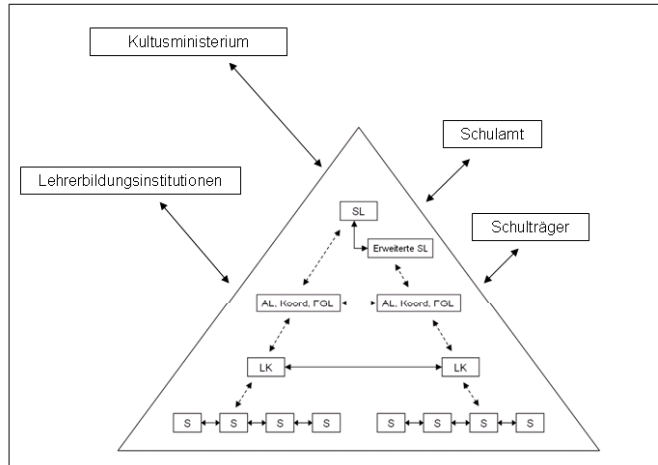 Kultusministerium
Schulamt
Lehrerbildungsinstitutionen
SL
Schulträger
Erweiterte SL
AL, Koord, FGL
AL, Koord, FGL
LK
LK
S
S
S
S
S
S
S
S